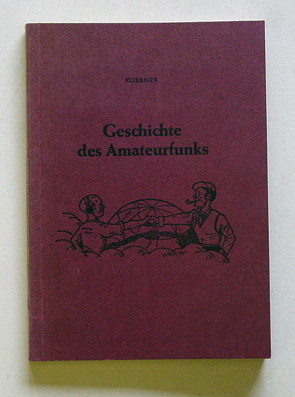 KOERNER
Geschichte
des Amateurfunks